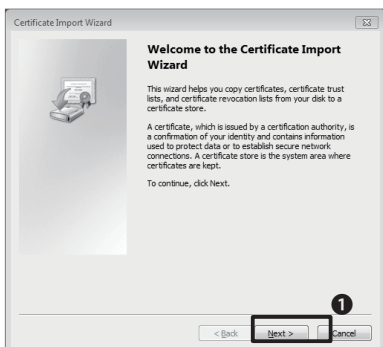 Certificate Import Wizard
Welcome to the Certificate Import
Wizard
This wizard helps you copy certificates, certificate trust
lists, and certificate revocation lists from your disk to a
certificate store.
A certificate, which is issued by a certification authority, is
a confirmation of your identity and contains information
used to protect data or to establish secure network
connections. A certificate store is the system area where
certificates are kept.
To continue, click Next.
1
< Back Next > Cancel